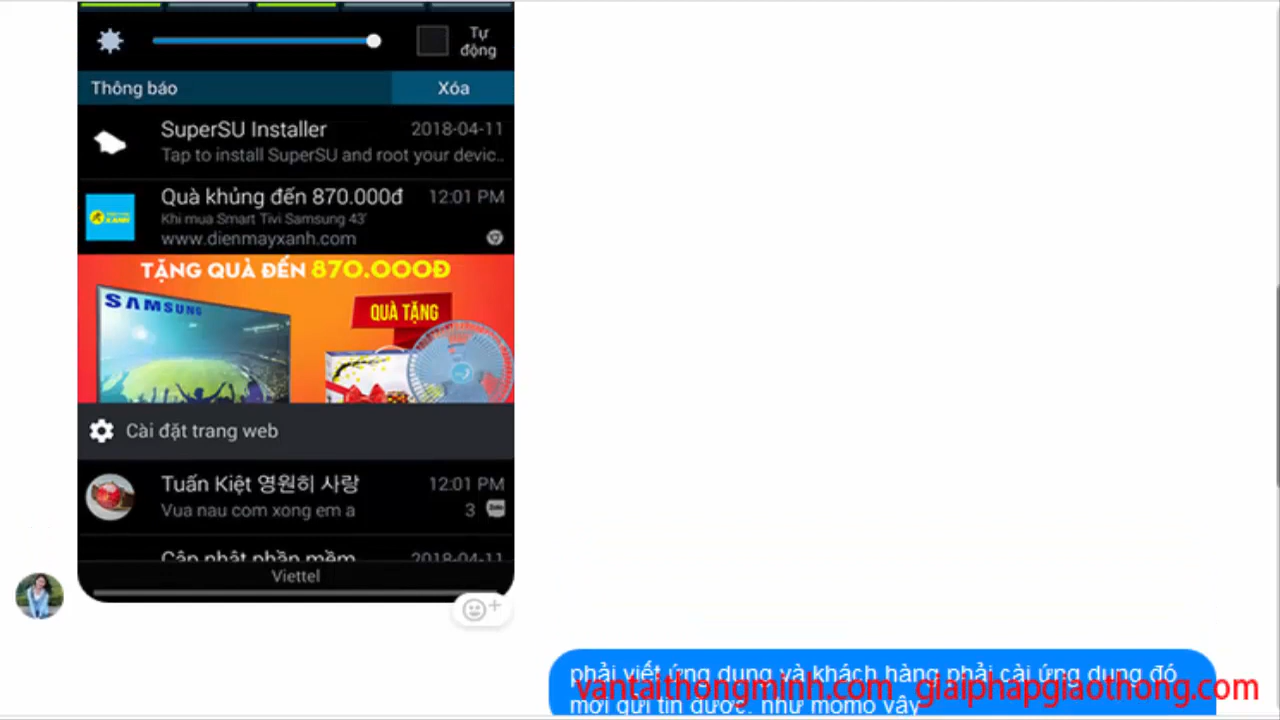 Tự
động
Thông báo
Xóa
SuperSU Installer
2018-04-11
Tap to install SuperSU and root your devic..
Quà khủng đến 870.000đ
12:01 PM
Khi mua Smart Tivi Samsung 43'
www.dienmayxanh.com
TẶNG QUÀ ĐẾN 870.000Đ
SAMSUNG
QUÀ TẶNG
Cài đặt trang web
Tuấn Kiệt 영원히 사랑
12:01 PM
Vua nau com xong em a
3
Cập nhật phần mềm
2018-04-11
Viettel
phải viết ứng dụng và khách hàng phải cài ứng dụng đó
mới gửi tin được. như momo vậy
vantaithongminh.com giaiphapgiaothong.com